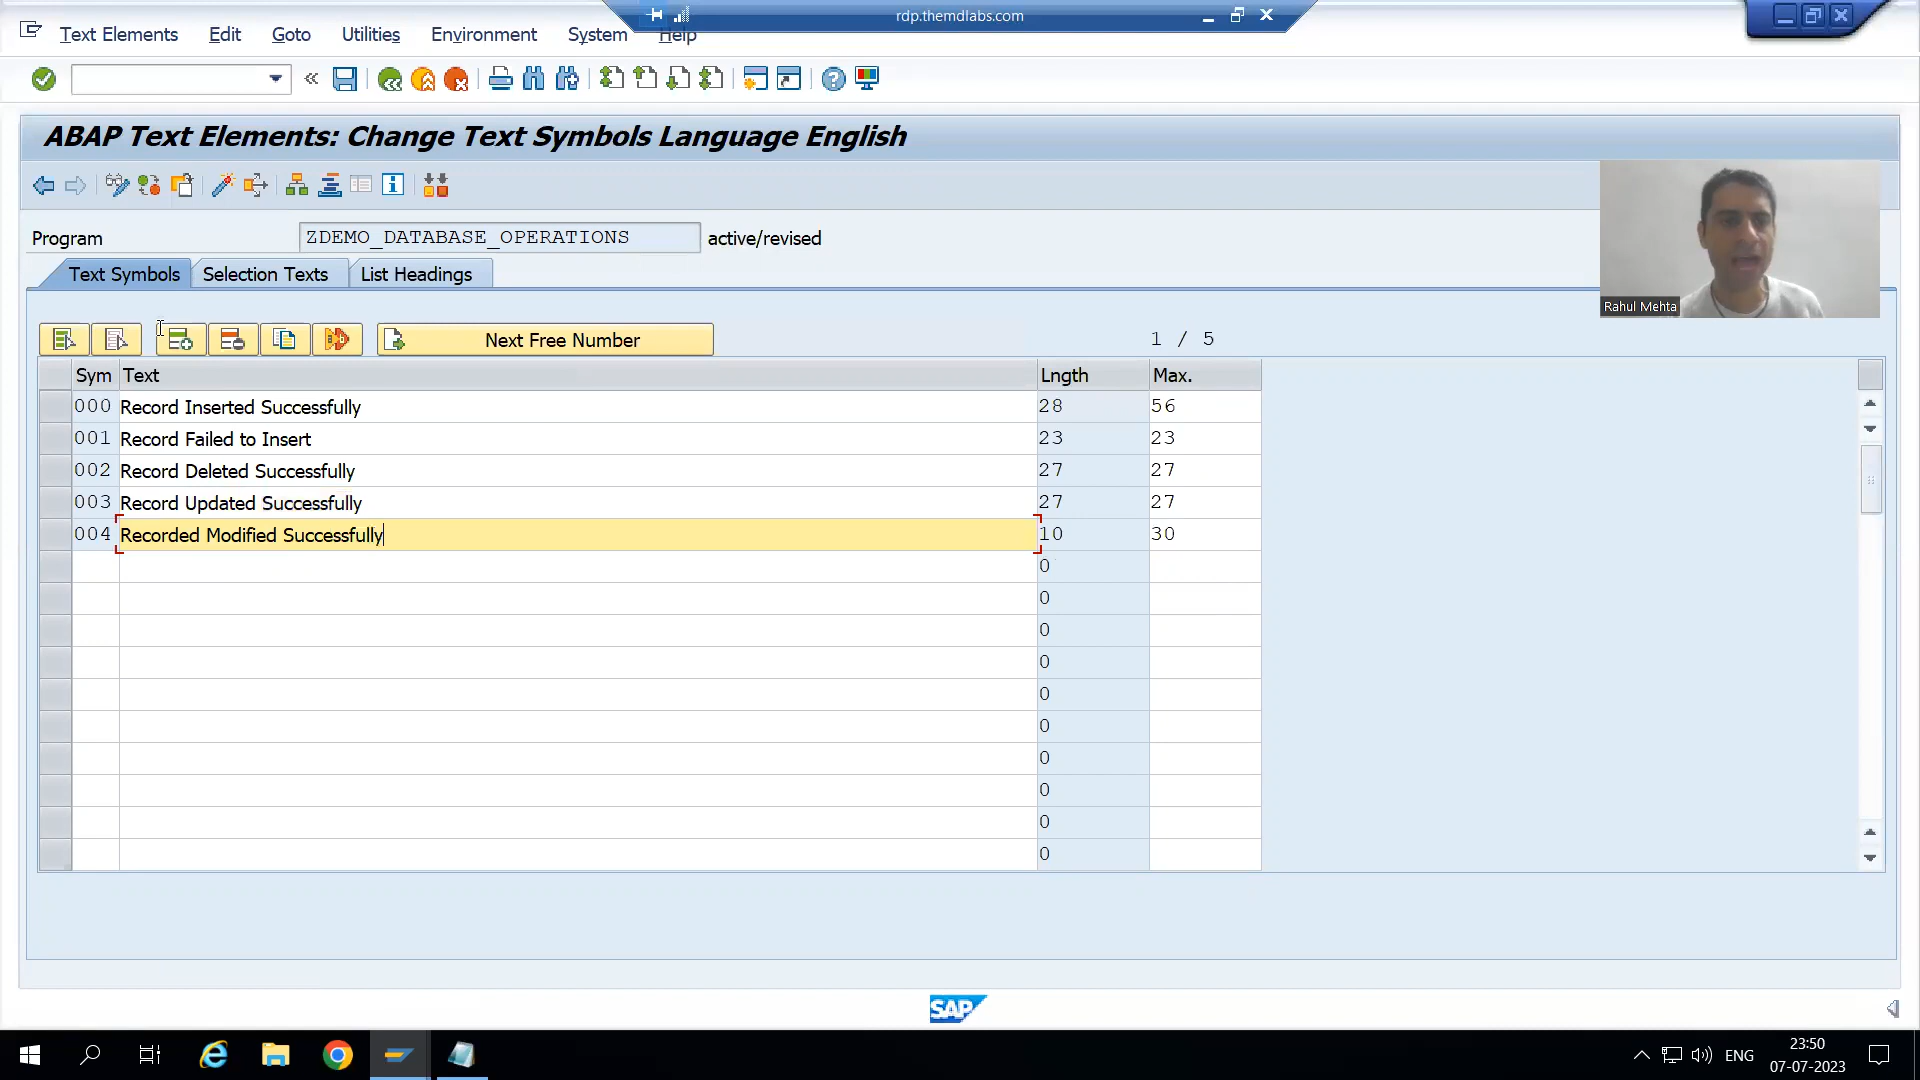 rdp.themdlabs.com
Text Elements Edit Goto Utilities Environment System Help
ABAP Text Elements: Change Text Symbols Language English
Program ZDEMO_DATABASE_OPERATIONS active/revised
Text Symbols Selection Texts List Headings
Rahul Mehta
Next Free Number 1 / 5
Sym Text Lngth Max.
000 Record Inserted Successfully 28 56
001 Record Failed to Insert 23 23
002 Record Deleted Successfully 27 27
003 Record Updated Successfully 27 27
004 Recorded Modified Successfully 10 30
0
0
0
0
0
0
0
0
0
0
SAP
ENG
23:50
07-07-2023